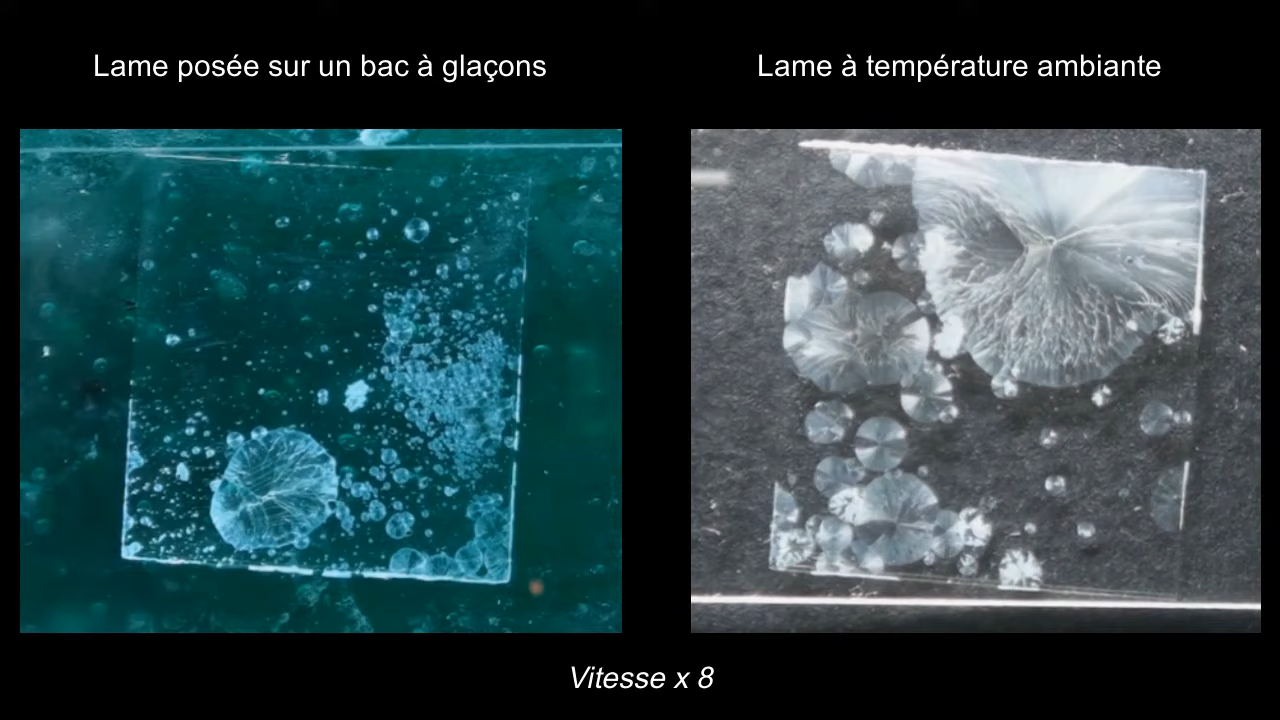 Lame posée sur un bac à glaçons
Lame à température ambiante
Vitesse x 8